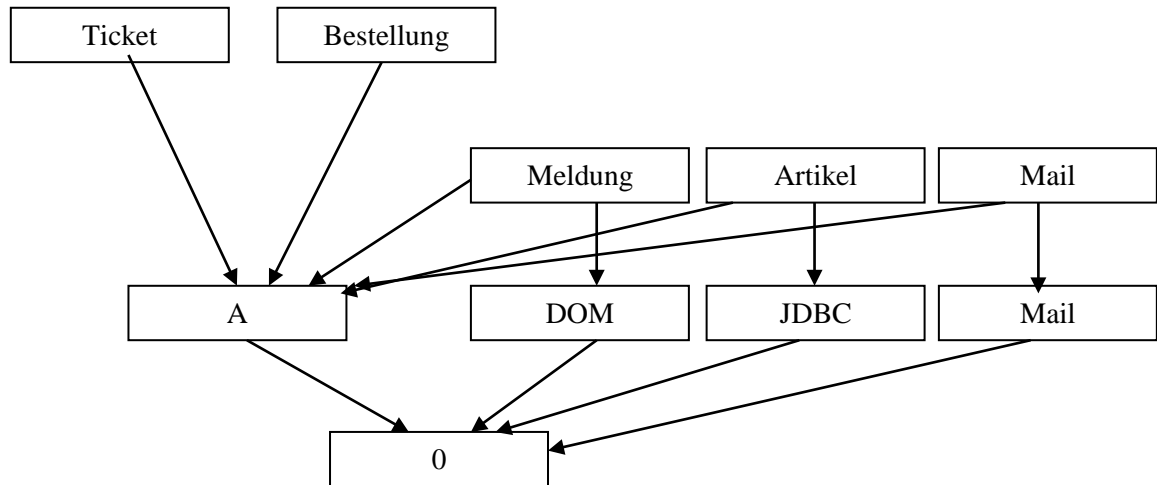 Ticket
Bestellung
Meldung
Artikel
Mail
A
DOM
JDBC
Mail
0